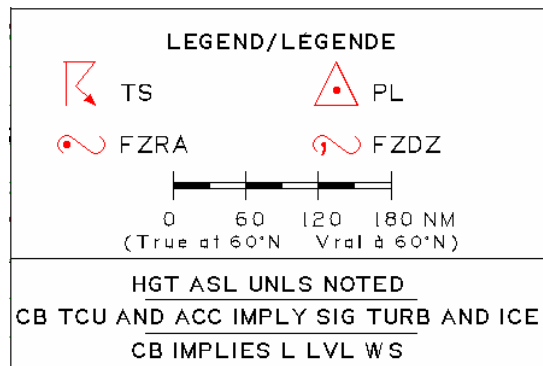 LEGEND/LÉGENDE
TS PL
FZRA FZDZ
0 60 120 180 NM
(True at 60°N Vrai à 60°N)
HGT ASL UNLS NOTED
CB TCU AND ACC IMPLY SIG TURB AND ICE
CB IMPLIES L LVL WS